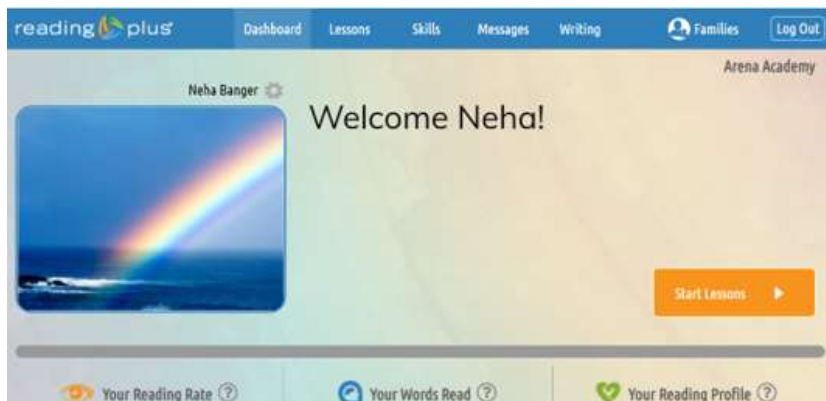 reading plus Dashboard Lessons Skills Messages Writing Families Log Out
Arena Academy
Neha Banger
Welcome Neha!
Start Lessons
Your Reading Rate ? Your Words Read ? Your Reading Profile ?